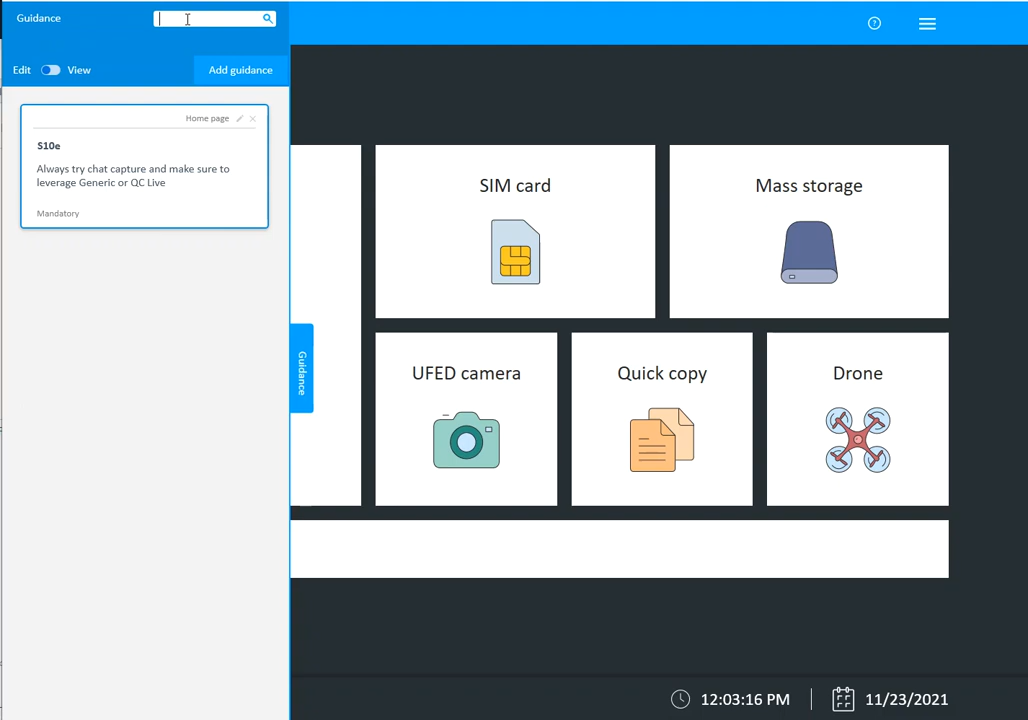 Guidance
Edit View Add guidance
Home page
S10e
Always try chat capture and make sure to
leverage Generic or QC Live
Mandatory
Guidance
SIM card Mass storage
UFED camera Quick copy Drone
12:03:16 PM 11/23/2021